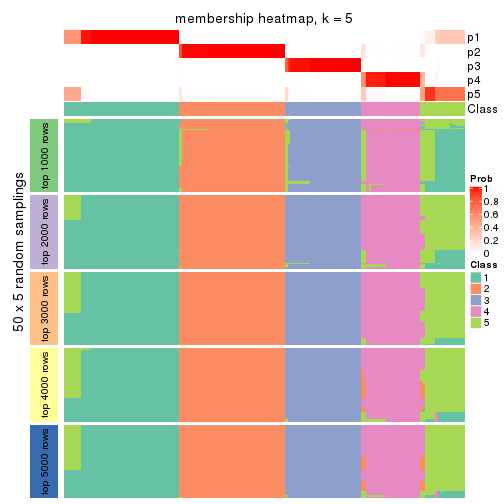 membership heatmap, k = 5
p1
p2
p3
p4
p5
Class
50 x 5 random samplings
top 1000 rows
top 2000 rows
top 3000 rows
top 4000 rows
top 5000 rows
Prob
1
0.8
0.6
0.4
0.2
0
Class
1
2
3
4
5